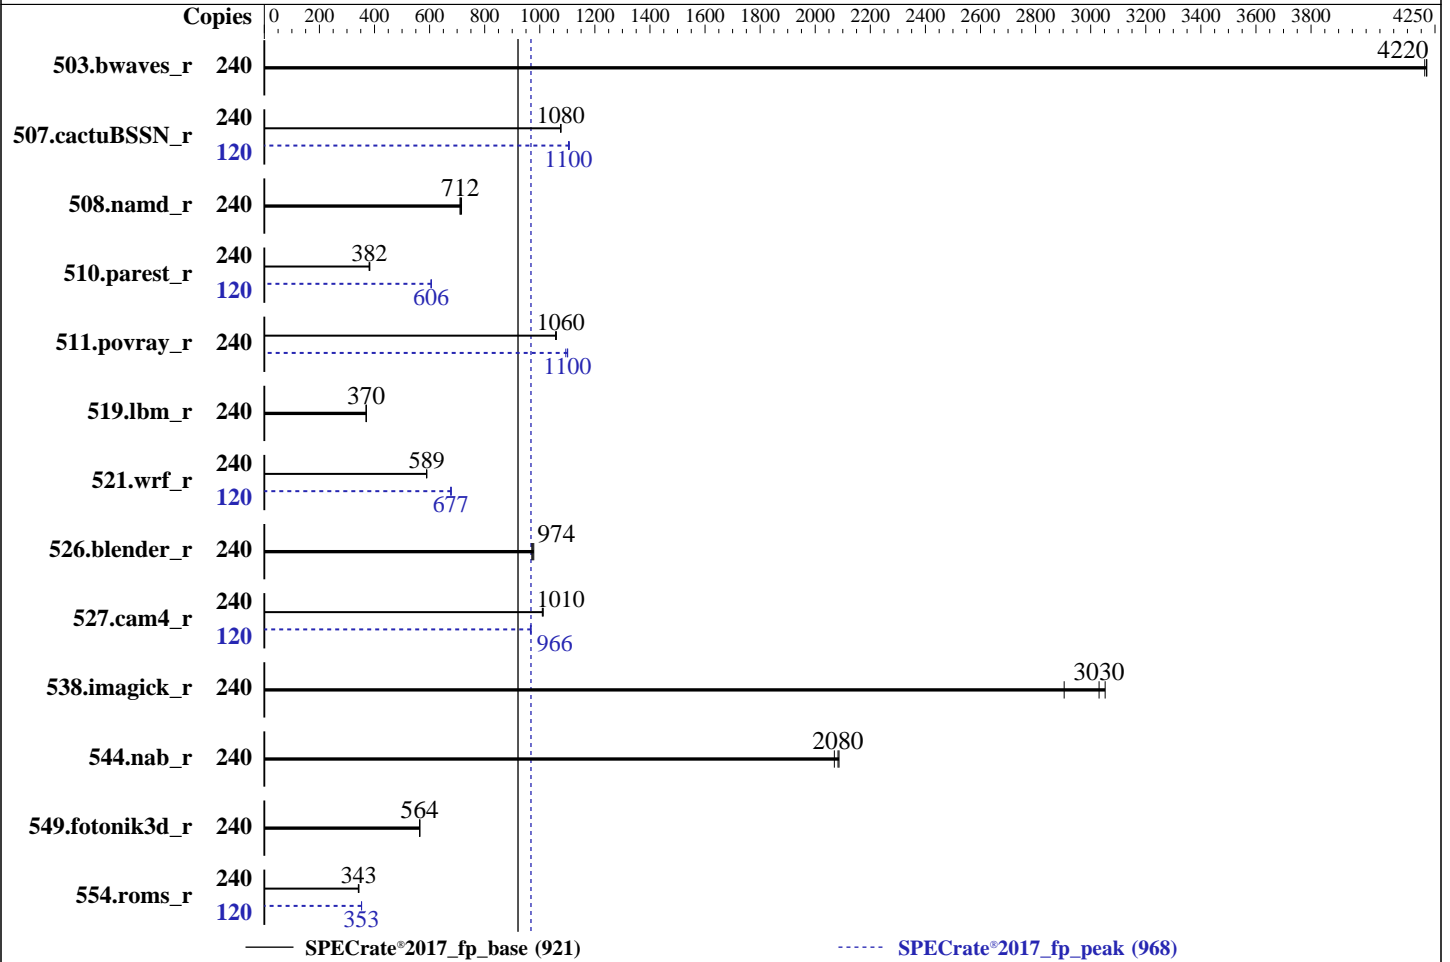 Copies 0 200 400 600 800 1000 1200 1400 1600 1800 2000 2200 2400 2600 2800 3000 3200 3400 3600 3800 4250
503.bwaves_r 240 4220
507.cactuBSSN_r 240 1080
120 1100
508.namd_r 240 712
510.parest_r 240 382
120 606
511.povray_r 240 1060
1100
519.lbm_r 240 370
521.wrf_r 240 589
120 677
526.blender_r 240 974
527.cam4_r 240 1010
120 966
538.imagick_r 240 3030
544.nab_r 240 2080
549.fotonik3d_r 240 564
554.roms_r 240 343
120 353
SPECrate®2017_fp_base (921) SPECrate®2017_fp_peak (968)